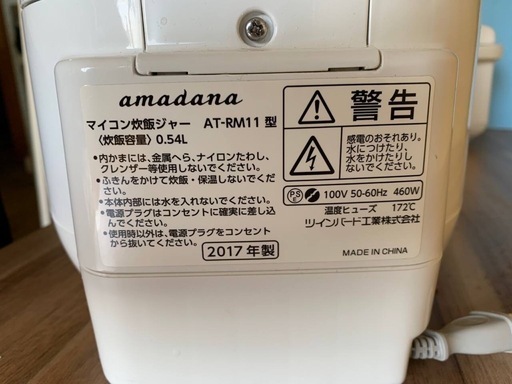 amadana
マイコン炊飯ジャー AT-RM11 型
〈炊飯容量〉0.54L
・内かまには、金属へら、ナイロンたわし、
クレンザー等使用しないでください。
・ふきんをかけて炊飯・保温しないでください。
・本体内部には水を入れないでください。
・電源プラグはコンセントに確実に差し込
んでください。
・使用時以外は、電源プラグをコンセント
から抜いてください。
2017 年製
警告
感電のおそれあり。
水につけたり、
水をかけたり
しないでください。
PS E 100V 50-60Hz 460W
温度ヒューズ 172℃
ツインバード工業株式会社
MADE IN CHINA